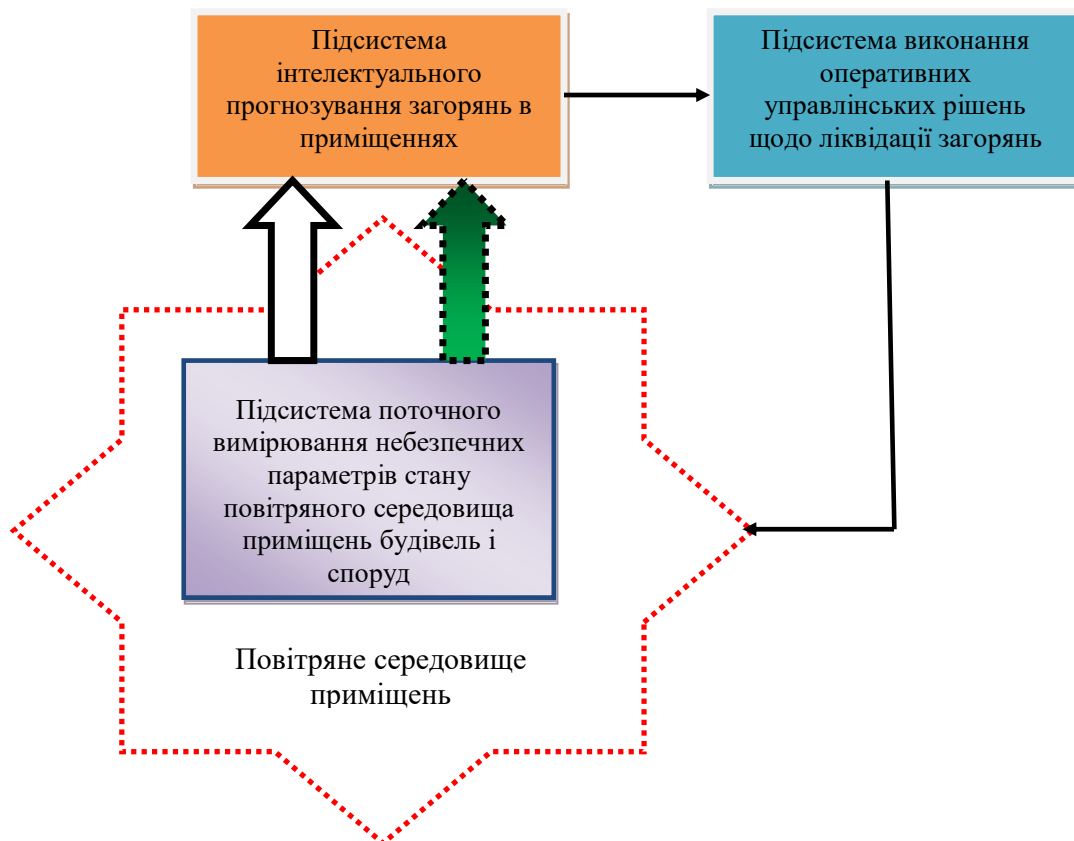 Підсистема
інтелектуального
прогнозування загорянь в
приміщеннях
Підсистема виконання
оперативних
управлінських рішень
щодо ліквідації загорянь
Підсистема поточного
вимірювання небезпечних
параметрів стану
повітряного середовища
приміщень будівель і
споруд
Повітряне середовище
приміщень